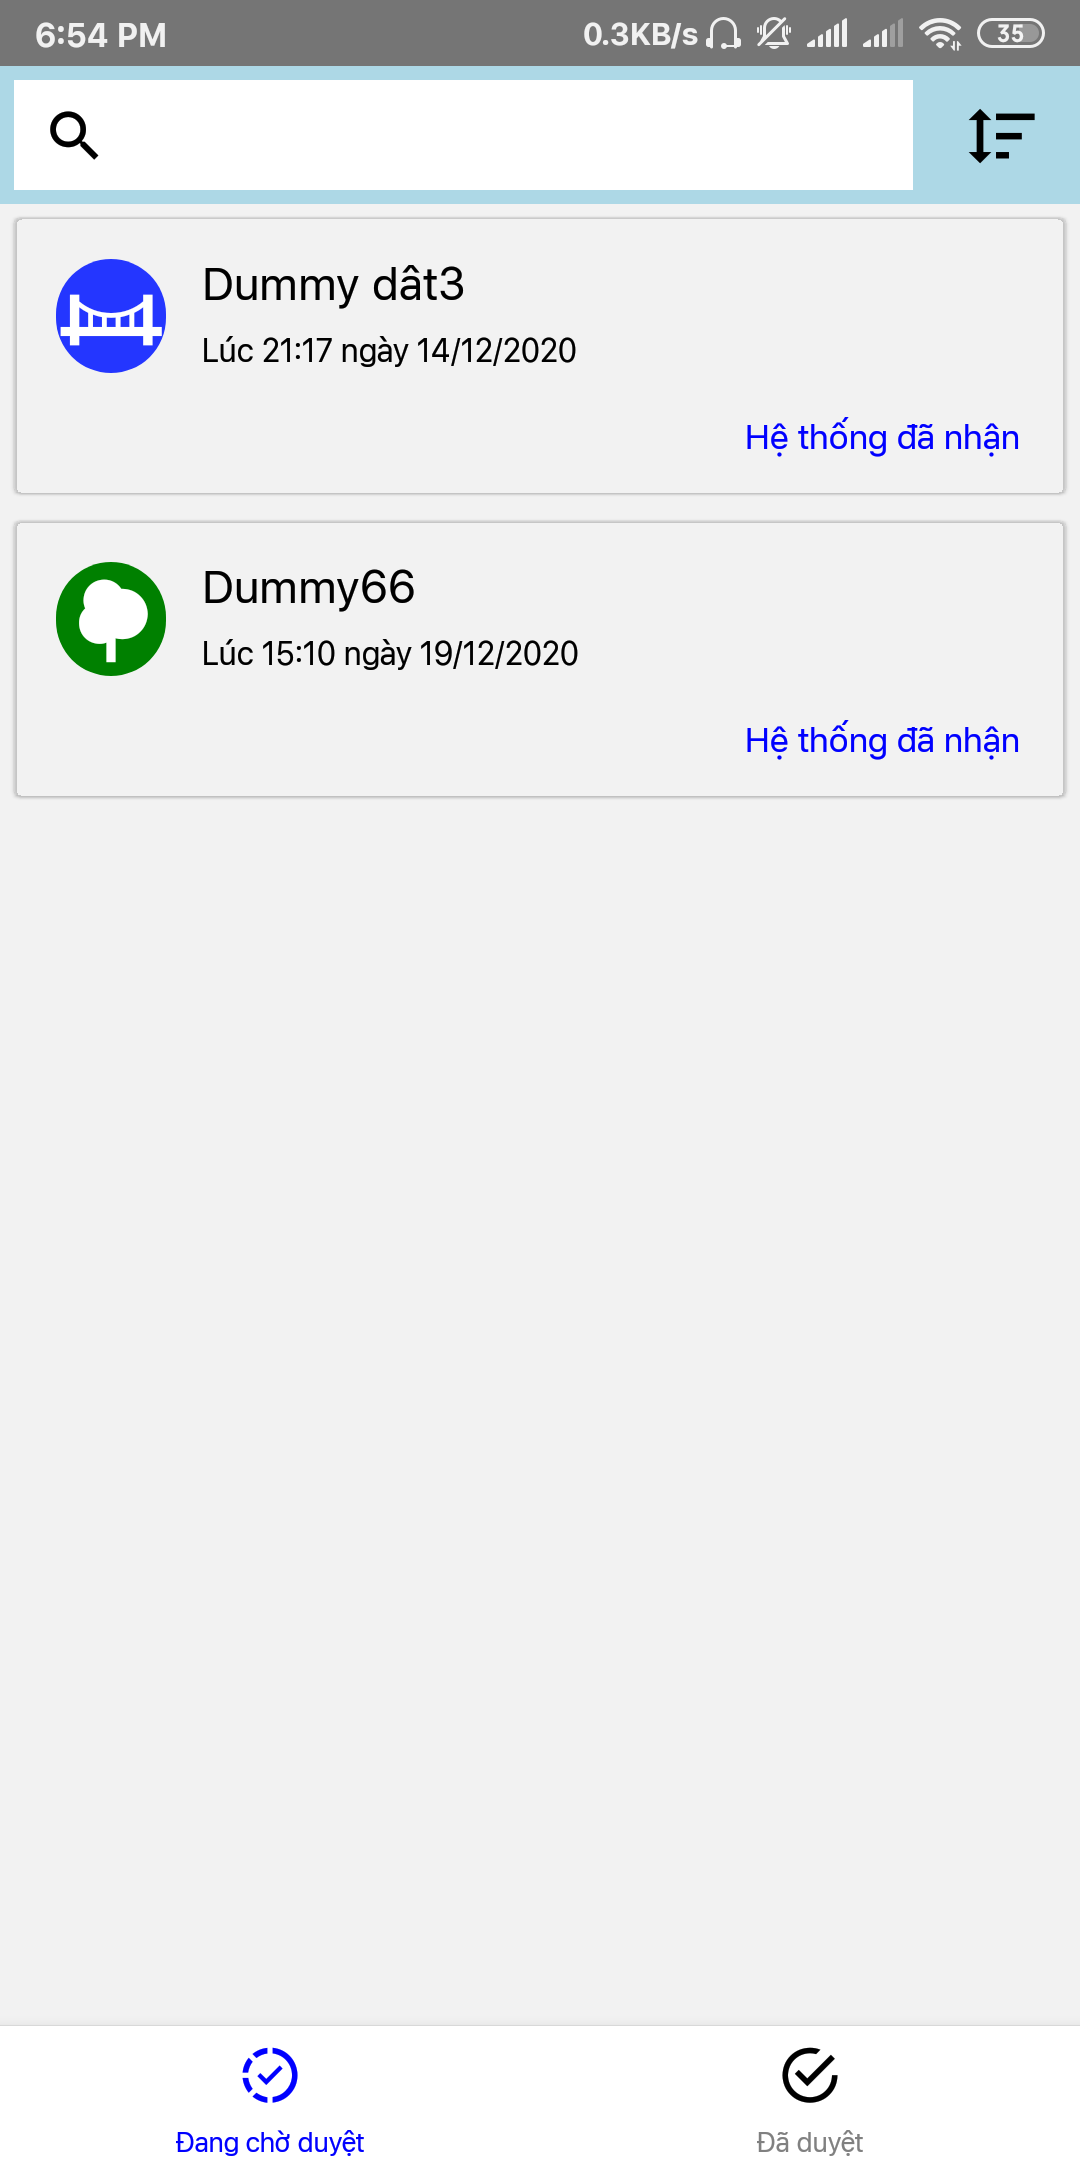 6:54 PM
0.3KB/s
35
Dummy dât3
Lúc 21:17 ngày 14/12/2020
Hệ thống đã nhận
Dummy66
Lúc 15:10 ngày 19/12/2020
Hệ thống đã nhận
Đang chờ duyệt
Đã duyệt